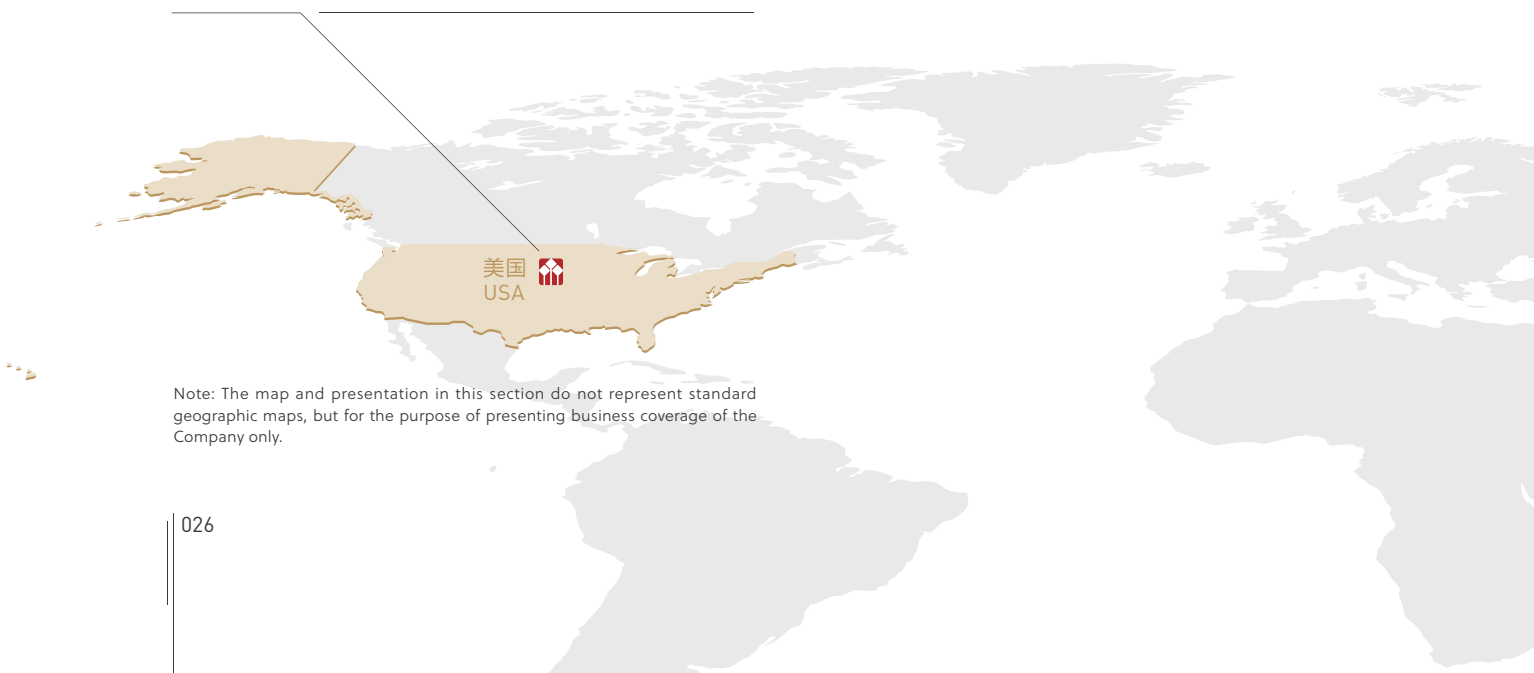 美国
USA
Note: The map and presentation in this section do not represent standard
geographic maps, but for the purpose of presenting business coverage of the
Company only.
026